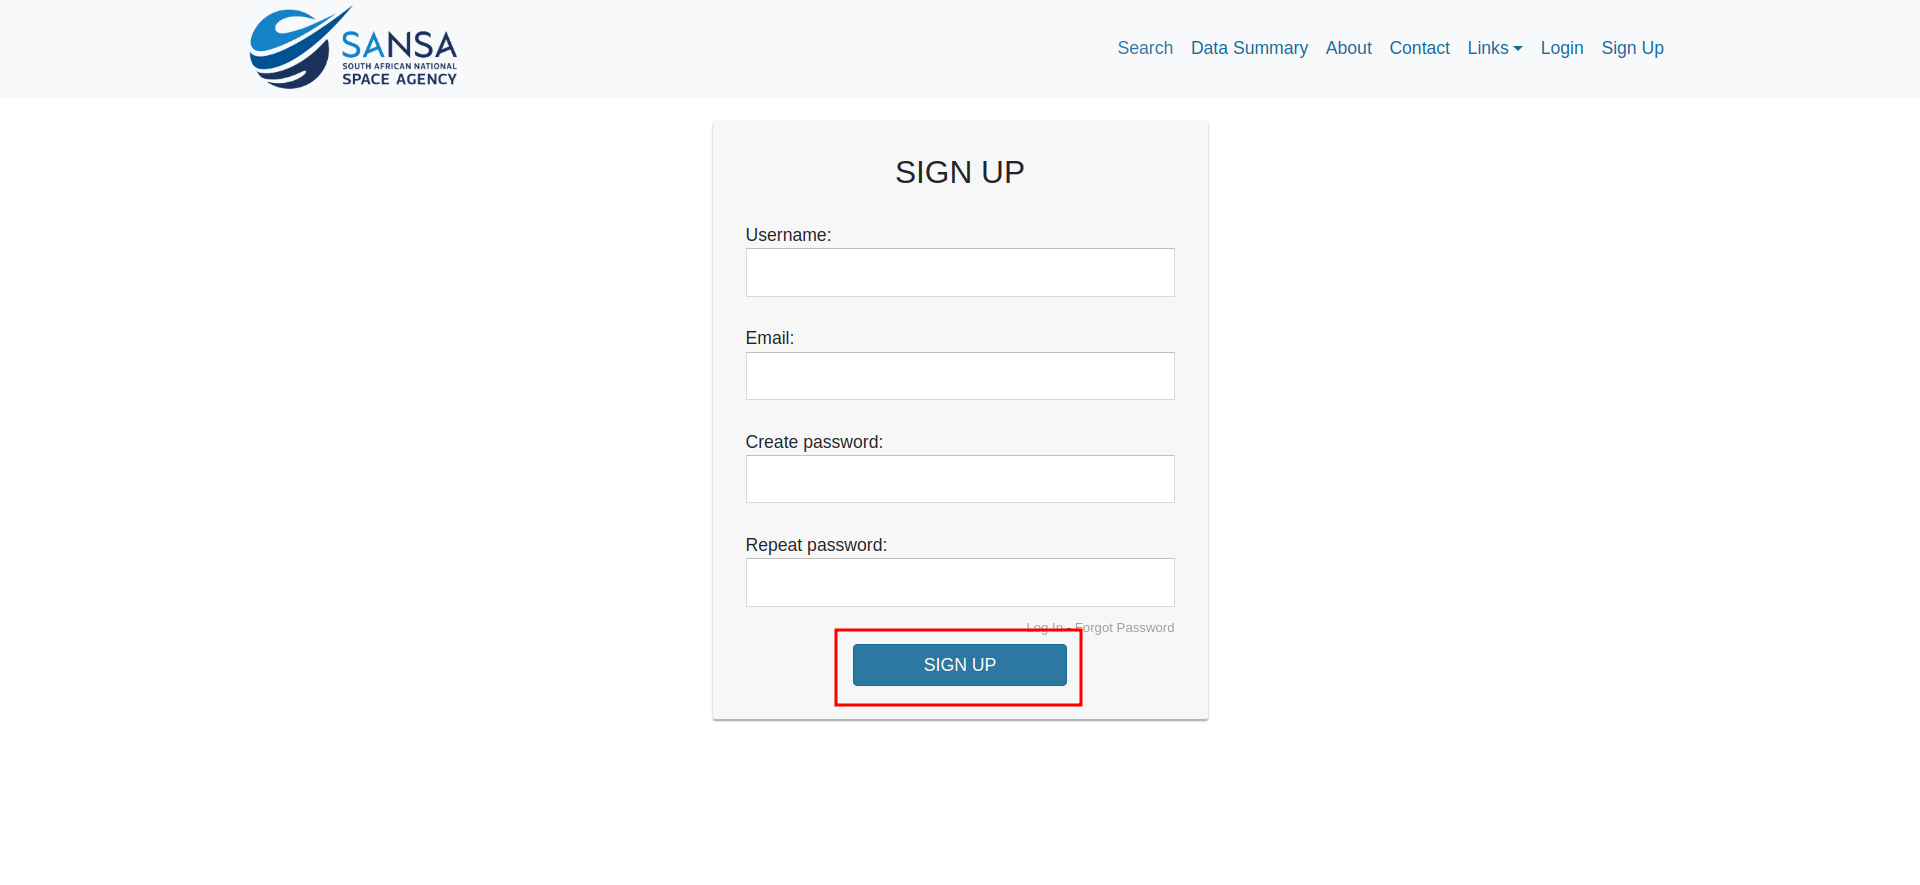 SANSA
SOUTH AFRICAN NATIONAL
SPACE AGENCY
Search Data Summary About Contact Links Login Sign Up
SIGN UP
Username:
Email:
Create password:
Repeat password:
Log In - Forgot Password
SIGN UP